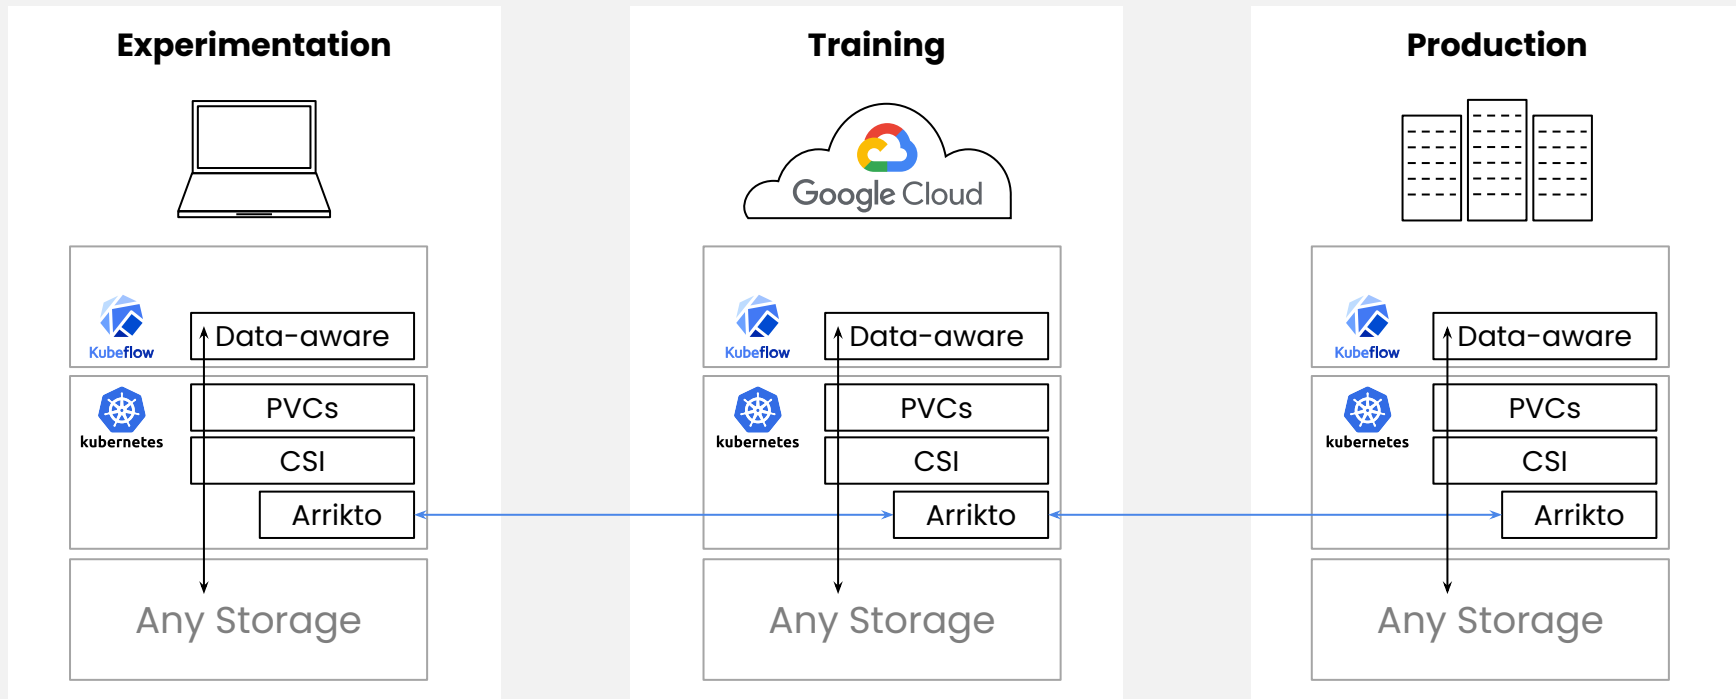 Experimentation
Kubeflow
Data-aware
kubernetes
PVCs
CSI
Arrikto
Any Storage
Training
Google Cloud
Kubeflow
Data-aware
kubernetes
PVCs
CSI
Arrikto
Any Storage
Production
Kubeflow
Data-aware
kubernetes
PVCs
CSI
Arrikto
Any Storage